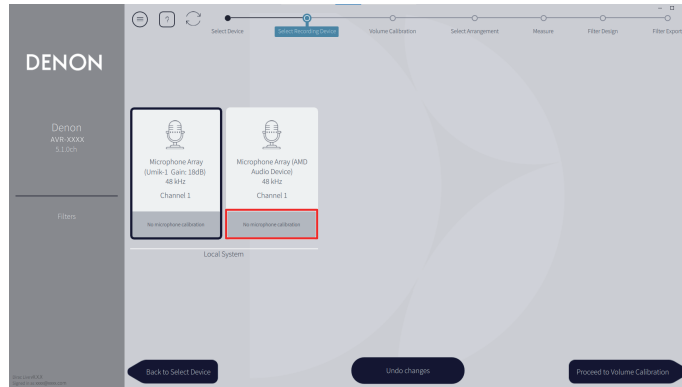 ?
Select Device
Select Recording Device
Volume Calibration
Select Arrangement
Measure
Filter Design
Filter Export
DENON
Denon
AVR-XXXX
5.1.0ch
Filters
Microphone Array
(Umik-1 Gain: 18dB)
48 kHz
Channel 1
No microphone calibration
Microphone Array (AMD
Audio Device)
48 kHz
Channel 1
No microphone calibration
Local System
Back to Select Device
Undo changes
Proceed to Volume Calibration